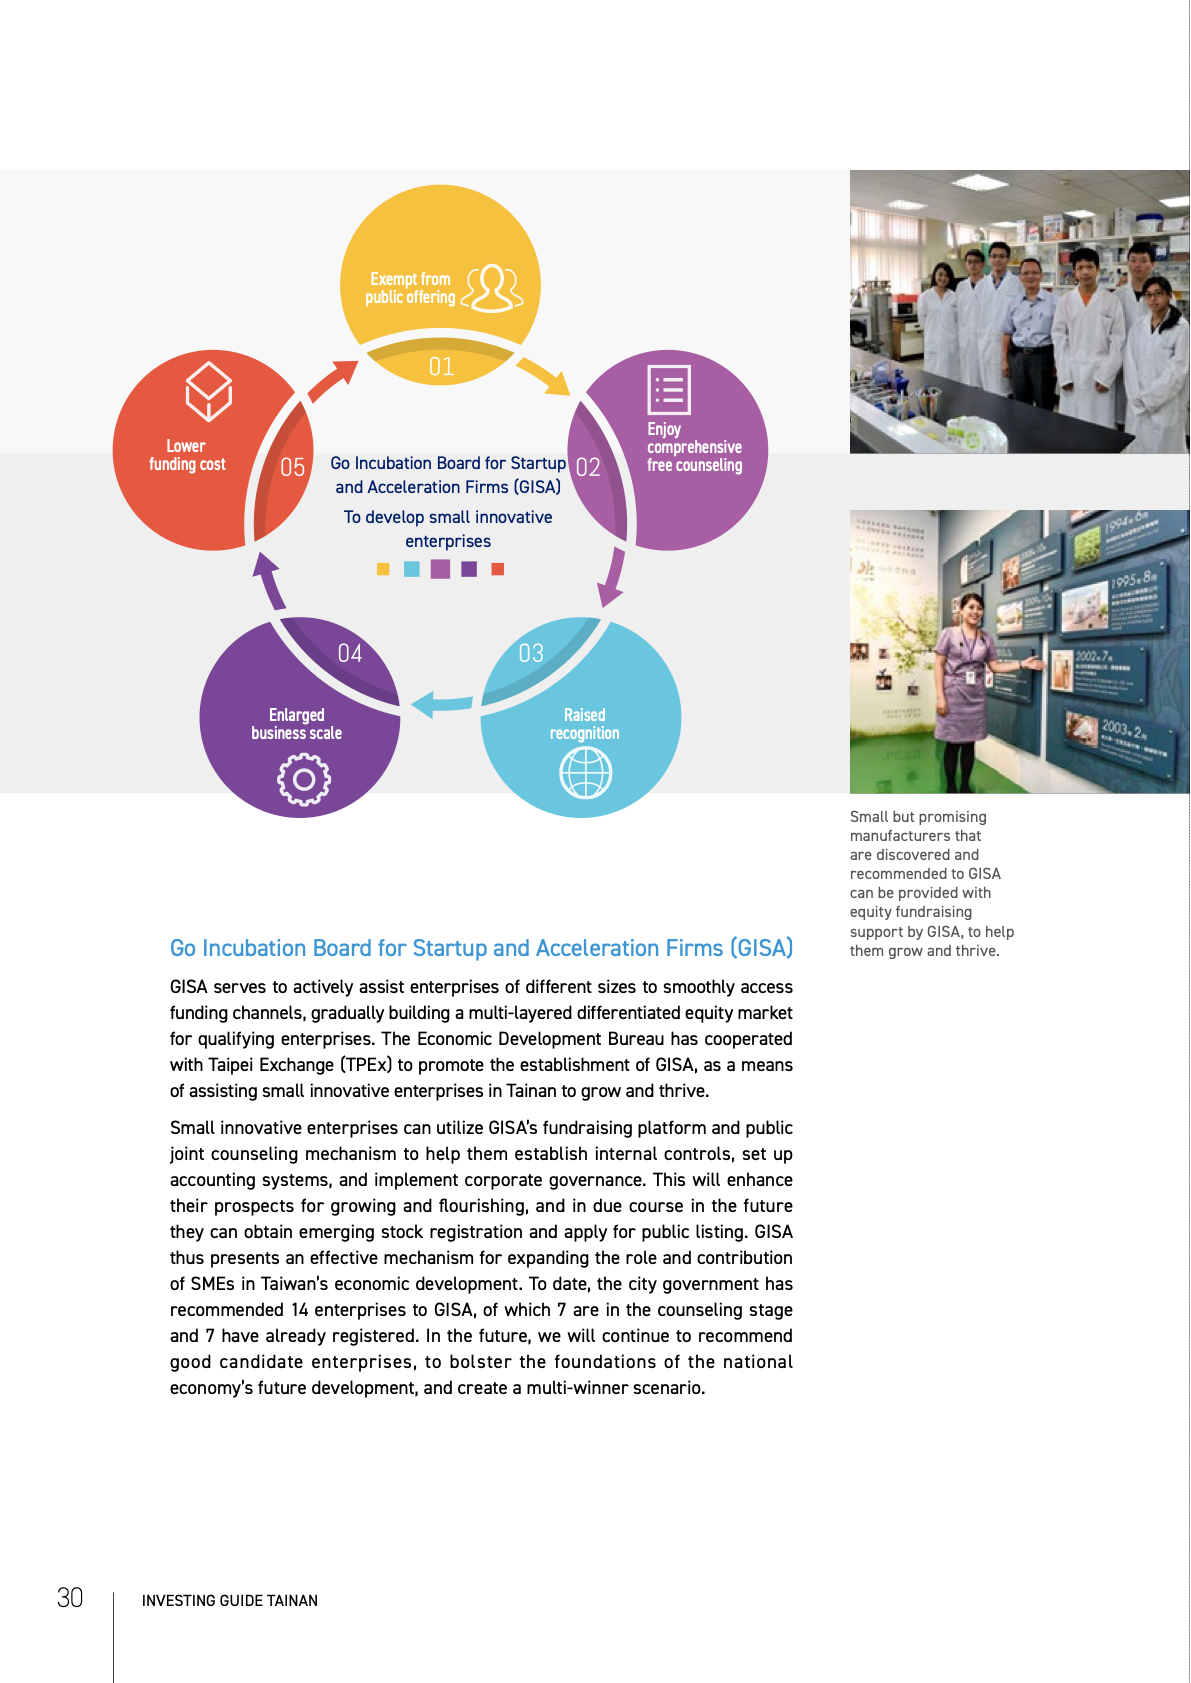 Exempt from
public offering
01
Enjoy
comprehensive
free counseling
02
Raised
recognition
03
Enlarged
business scale
04
Lower
funding cost
05
Go Incubation Board for Startup
and Acceleration Firms (GISA)
To develop small innovative
enterprises
1994年6月
1995年8月
2002年7月
2003年2月
Small but promising
manufacturers that
are discovered and
recommended to GISA
can be provided with
equity fundraising
support by GISA, to help
them grow and thrive.
Go Incubation Board for Startup and Acceleration Firms (GISA)
GISA serves to actively assist enterprises of different sizes to smoothly access
funding channels, gradually building a multi-layered differentiated equity market
for qualifying enterprises. The Economic Development Bureau has cooperated
with Taipei Exchange (TPEx) to promote the establishment of GISA, as a means
of assisting small innovative enterprises in Tainan to grow and thrive.
Small innovative enterprises can utilize GISA’s fundraising platform and public
joint counseling mechanism to help them establish internal controls, set up
accounting systems, and implement corporate governance. This will enhance
their prospects for growing and flourishing, and in due course in the future
they can obtain emerging stock registration and apply for public listing. GISA
thus presents an effective mechanism for expanding the role and contribution
of SMEs in Taiwan’s economic development. To date, the city government has
recommended 14 enterprises to GISA, of which 7 are in the counseling stage
and 7 have already registered. In the future, we will continue to recommend
good candidate enterprises, to bolster the foundations of the national
economy’s future development, and create a multi-winner scenario.
30
INVESTING GUIDE TAINAN